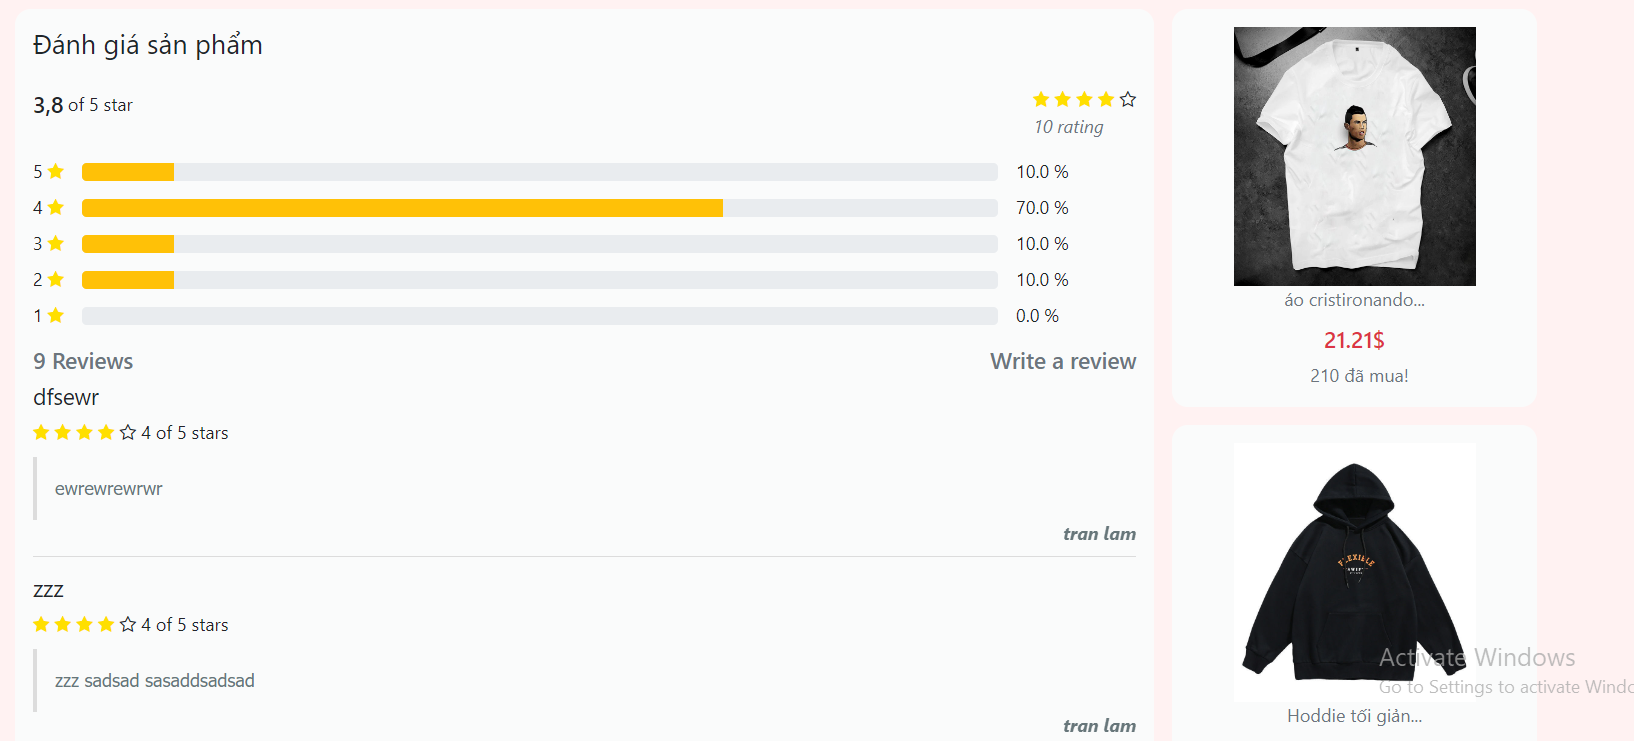 Đánh giá sản phẩm
3,8 of 5 star
10 rating
5 10.0 %
4 70.0 %
3 10.0 %
2 10.0 %
1 0.0 %
9 Reviews Write a review
dfsewr
4 of 5 stars
ewrewrewrwr
tran lam
zzz
4 of 5 stars
zzz sadsad sasaddsadsad
tran lam
áo cristironando...
21.21$
210 đã mua!
FLEXIBLE
Hoddie tối giản...
Activate Windows
Go to Settings to activate Windo